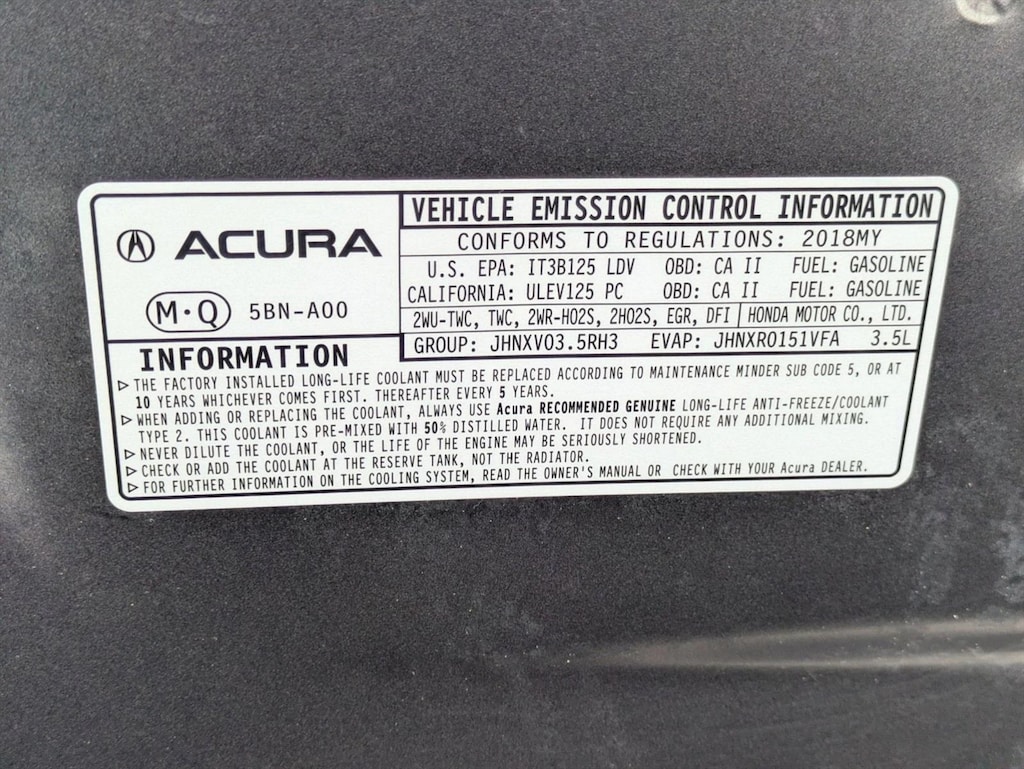 ACURA
M·Q 5BN-A00
VEHICLE EMISSION CONTROL INFORMATION
CONFORMS TO REGULATIONS: 2018MY
U.S. EPA: IT3B125 LDV OBD: CA II FUEL: GASOLINE
CALIFORNIA: ULEV125 PC OBD: CA II FUEL: GASOLINE
2WU-TWC, TWC, 2WR-HO2S, 2HO2S, EGR, DFI HONDA MOTOR CO., LTD.
GROUP: JHNXV03.5RH3 EVAP: JHNXR0151VFA 3.5L
INFORMATION
▷ THE FACTORY INSTALLED LONG-LIFE COOLANT MUST BE REPLACED ACCORDING TO MAINTENANCE MINDER SUB CODE 5, OR AT
10 YEARS WHICHEVER COMES FIRST. THEREAFTER EVERY 5 YEARS.
▷ WHEN ADDING OR REPLACING THE COOLANT, ALWAYS USE Acura RECOMMENDED GENUINE LONG-LIFE ANTI-FREEZE/COOLANT
TYPE 2. THIS COOLANT IS PRE-MIXED WITH 50% DISTILLED WATER. IT DOES NOT REQUIRE ANY ADDITIONAL MIXING.
▷ NEVER DILUTE THE COOLANT, OR THE LIFE OF THE ENGINE MAY BE SERIOUSLY SHORTENED.
▷ CHECK OR ADD THE COOLANT AT THE RESERVE TANK, NOT THE RADIATOR.
▷ FOR FURTHER INFORMATION ON THE COOLING SYSTEM, READ THE OWNER'S MANUAL OR CHECK WITH YOUR Acura DEALER.